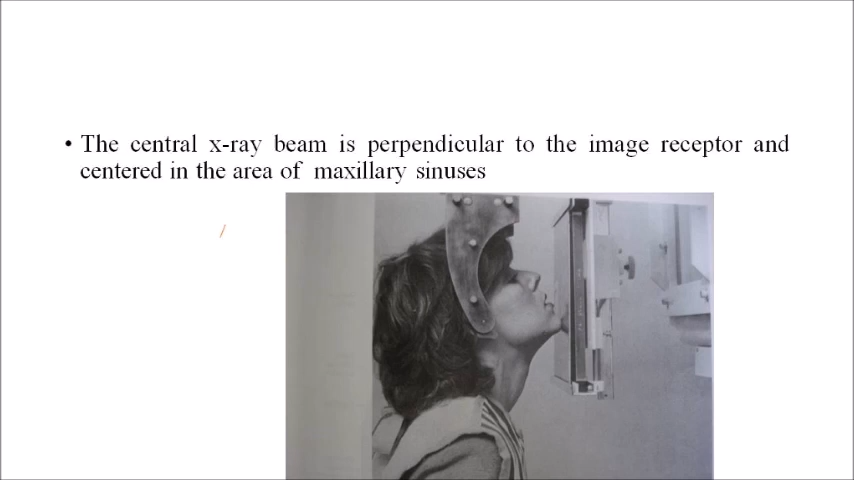 • The central x-ray beam is perpendicular to the image receptor and
centered in the area of maxillary sinuses